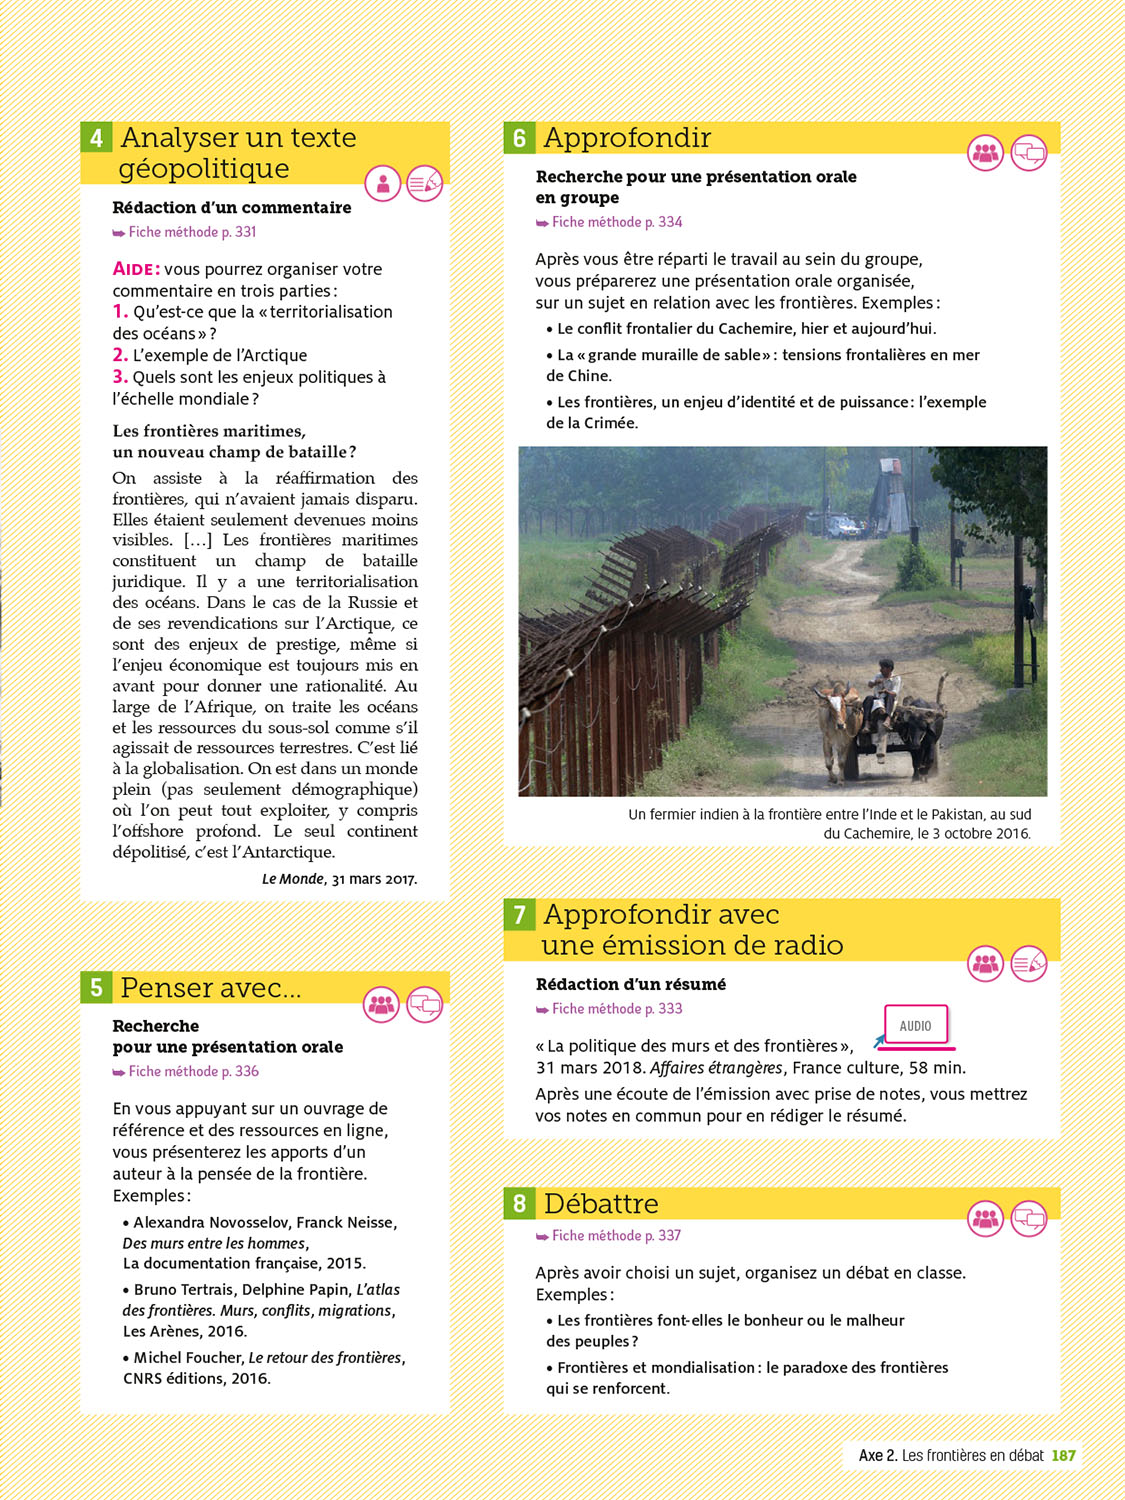 4 Analyser un texte
géopolitique
Rédaction d’un commentaire
➥ Fiche méthode p. 331
AIDE : vous pourrez organiser votre
commentaire en trois parties :
1. Qu’est-ce que la « territorialisation
des océans » ?
2. L’exemple de l’Arctique
3. Quels sont les enjeux politiques à
l’échelle mondiale ?
Les frontières maritimes,
un nouveau champ de bataille ?
On assiste à la réaffirmation des
frontières, qui n’avaient jamais disparu.
Elles étaient seulement devenues moins
visibles. […] Les frontières maritimes
constituent un champ de bataille
juridique. Il y a une territorialisation
des océans. Dans le cas de la Russie et
de ses revendications sur l’Arctique, ce
sont des enjeux de prestige, même si
l’enjeu économique est toujours mis en
avant pour donner une rationalité. Au
large de l’Afrique, on traite les océans
et les ressources du sous-sol comme s’il
agissait de ressources terrestres. C’est lié
à la globalisation. On est dans un monde
plein (pas seulement démographique)
où l’on peut tout exploiter, y compris
l’offshore profond. Le seul continent
dépolitisé, c’est l’Antarctique.
Le Monde, 31 mars 2017.
5 Penser avec...
Recherche
pour une présentation orale
➥ Fiche méthode p. 336
En vous appuyant sur un ouvrage de
référence et des ressources en ligne,
vous présenterez les apports d’un
auteur à la pensée de la frontière.
Exemples :
• Alexandra Novosselov, Franck Neisse,
Des murs entre les hommes,
La documentation française, 2015.
• Bruno Tertrais, Delphine Papin, L’atlas
des frontières. Murs, conflits, migrations,
Les Arènes, 2016.
• Michel Foucher, Le retour des frontières,
CNRS éditions, 2016.
6 Approfondir
Recherche pour une présentation orale
en groupe
➥ Fiche méthode p. 334
Après vous être réparti le travail au sein du groupe,
vous préparerez une présentation orale organisée,
sur un sujet en relation avec les frontières. Exemples :
• Le conflit frontalier du Cachemire, hier et aujourd’hui.
• La « grande muraille de sable » : tensions frontalières en mer
de Chine.
• Les frontières, un enjeu d’identité et de puissance : l’exemple
de la Crimée.
Un fermier indien à la frontière entre l’Inde et le Pakistan, au sud
du Cachemire, le 3 octobre 2016.
7 Approfondir avec
une émission de radio
Rédaction d’un résumé
➥ Fiche méthode p. 333
AUDIO
« La politique des murs et des frontières »,
31 mars 2018. Affaires étrangères, France culture, 58 min.
Après une écoute de l’émission avec prise de notes, vous mettrez
vos notes en commun pour en rédiger le résumé.
8 Débattre
➥ Fiche méthode p. 337
Après avoir choisi un sujet, organisez un débat en classe.
Exemples :
• Les frontières font-elles le bonheur ou le malheur
des peuples ?
• Frontières et mondialisation : le paradoxe des frontières
qui se renforcent.
Axe 2. Les frontières en débat 187